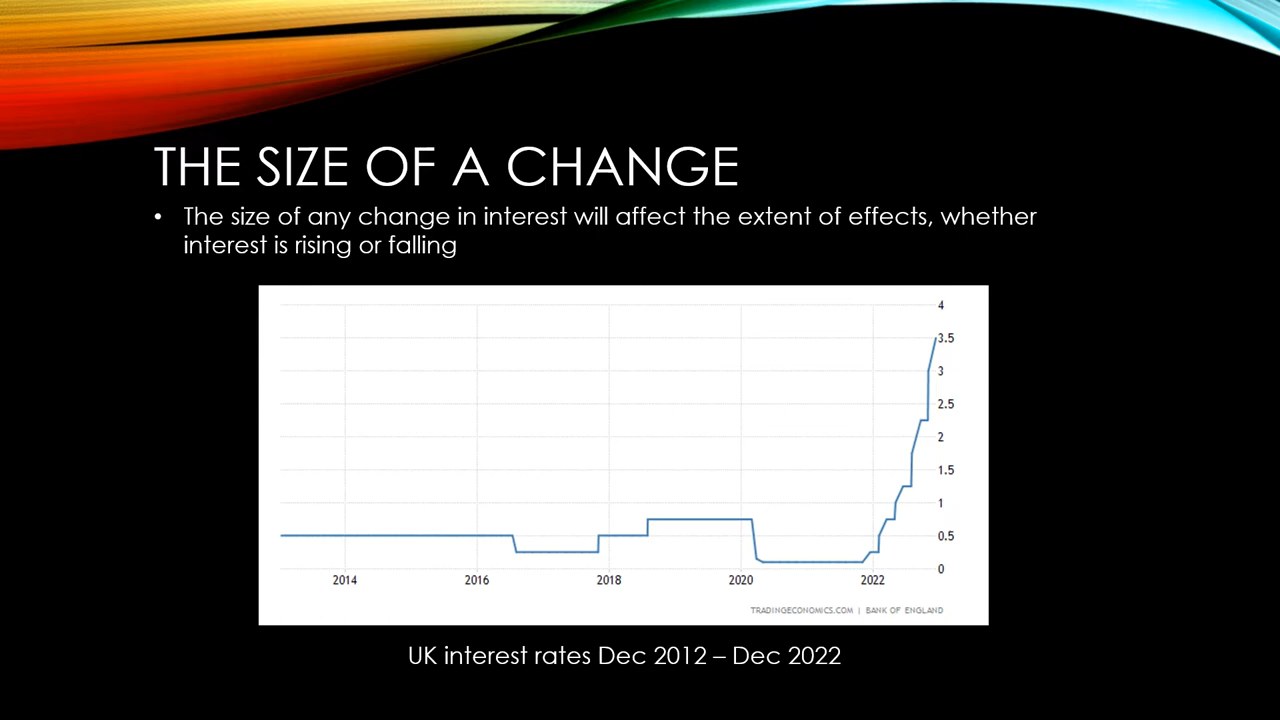 THE SIZE OF A CHANGE
• The size of any change in interest will affect the extent of effects, whether
interest is rising or falling
4
3.5
3
2.5
2
1.5
1
0.5
0
2014 2016 2018 2020 2022
TRADINGECONOMICS.COM | BANK OF ENGLAND
UK interest rates Dec 2012 – Dec 2022